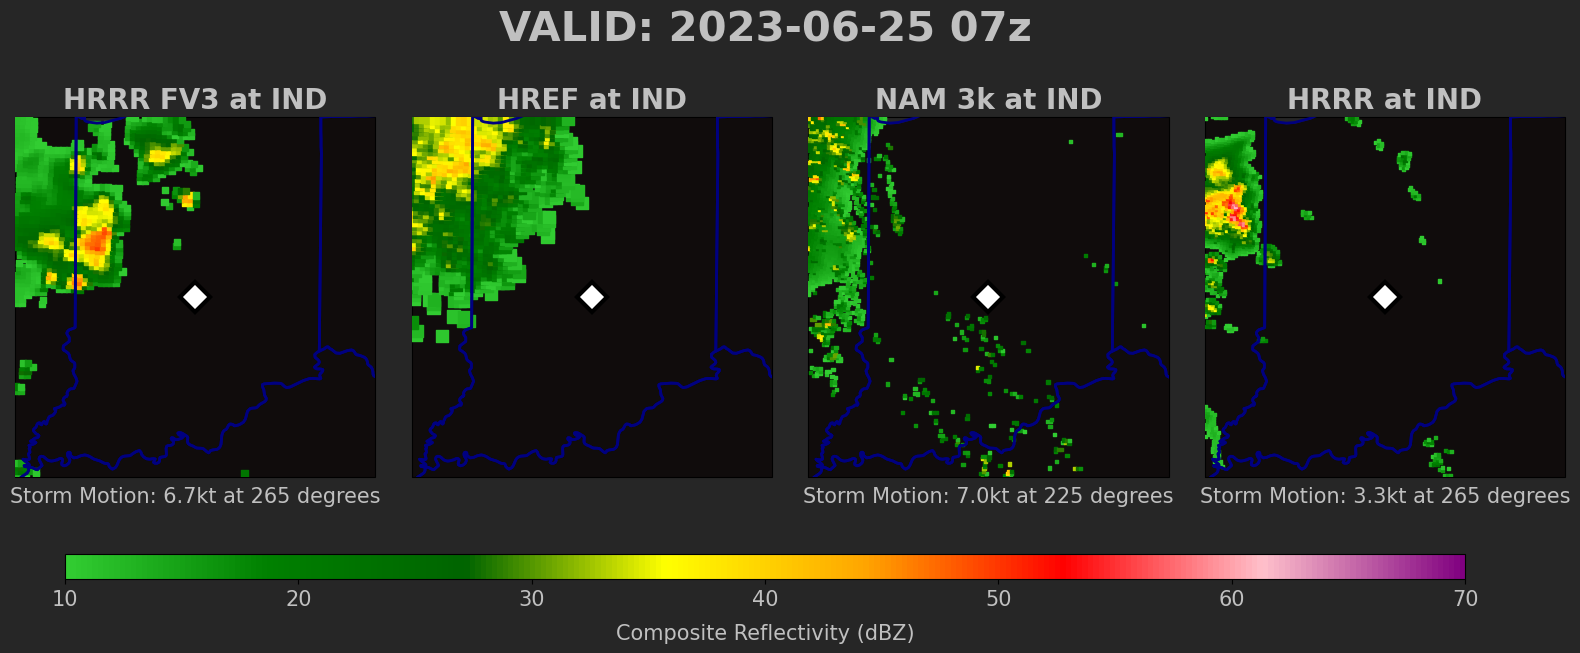 VALID: 2023-06-25 07z
HRRR FV3 at IND
HREF at IND
NAM 3k at IND
HRRR at IND
Storm Motion: 6.7kt at 265 degrees
Storm Motion: 7.0kt at 225 degrees
Storm Motion: 3.3kt at 265 degrees
10 20 30 40 50 60 70
Composite Reflectivity (dBZ)